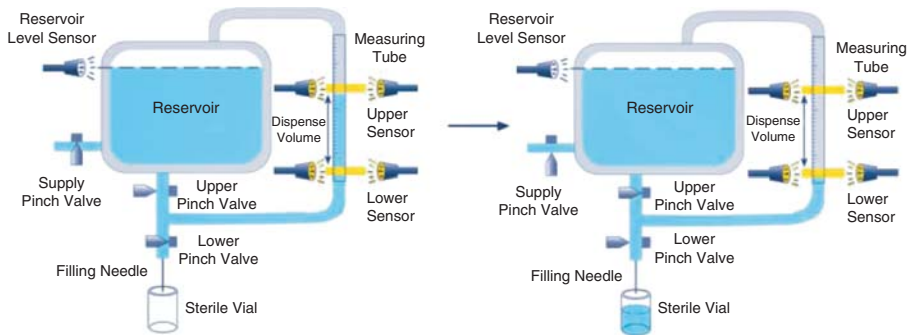 Reservoir
Level Sensor
Measuring
Tube
Reservoir
Dispense
Volume
Upper
Sensor
Supply
Pinch Valve
Upper
Pinch Valve
Lower
Sensor
Lower
Pinch Valve
Filling Needle
Sterile Vial
Reservoir
Level Sensor
Measuring
Tube
Reservoir
Dispense
Volume
Upper
Sensor
Supply
Pinch Valve
Upper
Pinch Valve
Lower
Sensor
Lower
Pinch Valve
Filling Needle
Sterile Vial